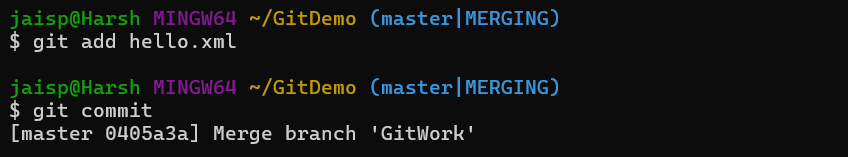 jaisp@Harsh MINGW64 ~/GitDemo (master|MERGING)
$ git add hello.xml
jaisp@Harsh MINGW64 ~/GitDemo (master|MERGING)
$ git commit
[master 0405a3a] Merge branch 'GitWork'